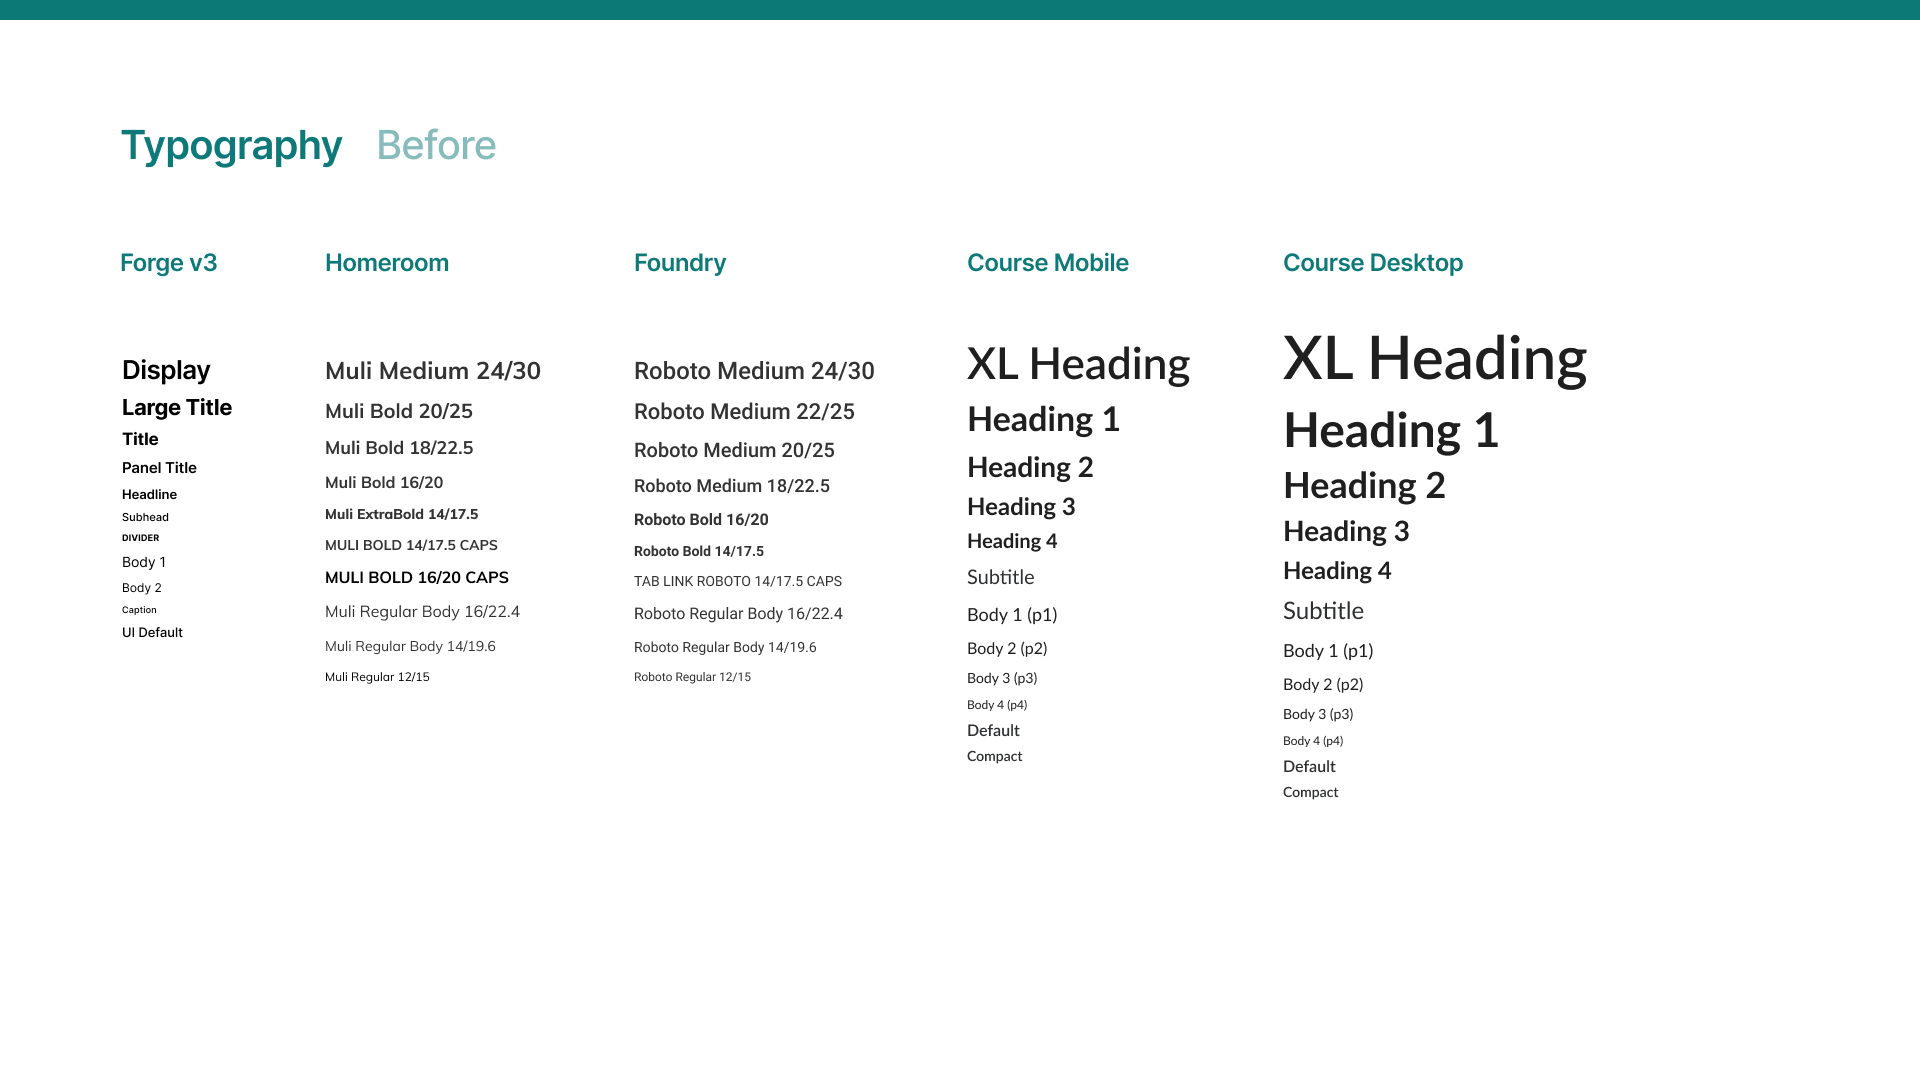 Typography Before
Forge v3
Display
Large Title
Title
Panel Title
Headline
Subhead
DIVIDER
Body 1
Body 2
Caption
UI Default
Homeroom
Muli Medium 24/30
Muli Bold 20/25
Muli Bold 18/22.5
Muli Bold 16/20
Muli ExtraBold 14/17.5
MULI BOLD 14/17.5 CAPS
MULI BOLD 16/20 CAPS
Muli Regular Body 16/22.4
Muli Regular Body 14/19.6
Muli Regular 12/15
Foundry
Roboto Medium 24/30
Roboto Medium 22/25
Roboto Medium 20/25
Roboto Medium 18/22.5
Roboto Bold 16/20
Roboto Bold 14/17.5
TAB LINK ROBOTO 14/17.5 CAPS
Roboto Regular Body 16/22.4
Roboto Regular Body 14/19.6
Roboto Regular 12/15
Course Mobile
XL Heading
Heading 1
Heading 2
Heading 3
Heading 4
Subtitle
Body 1 (p1)
Body 2 (p2)
Body 3 (p3)
Body 4 (p4)
Default
Compact
Course Desktop
XL Heading
Heading 1
Heading 2
Heading 3
Heading 4
Subtitle
Body 1 (p1)
Body 2 (p2)
Body 3 (p3)
Body 4 (p4)
Default
Compact